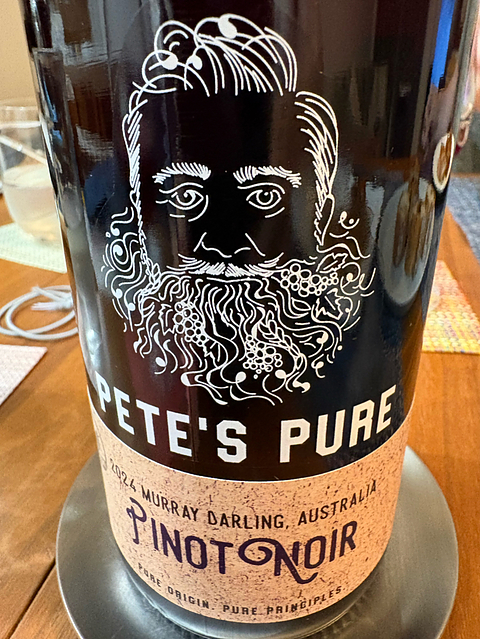 PETE'S PURE
2024 MURRAY DARLING, AUSTRALIA
PINOT NOIR
PURE ORIGIN. PURE PRINCIPLES.